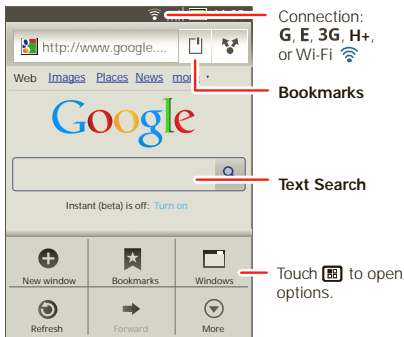 Connection:
G, E, 3G, H+,
or Wi-Fi
http://www.google....
Bookmarks
Web Images Places News
Google
Text Search
Instant (beta) is off: Turn on
New window Bookmarks Windows
Touch to open
options.
Refresh Forward More